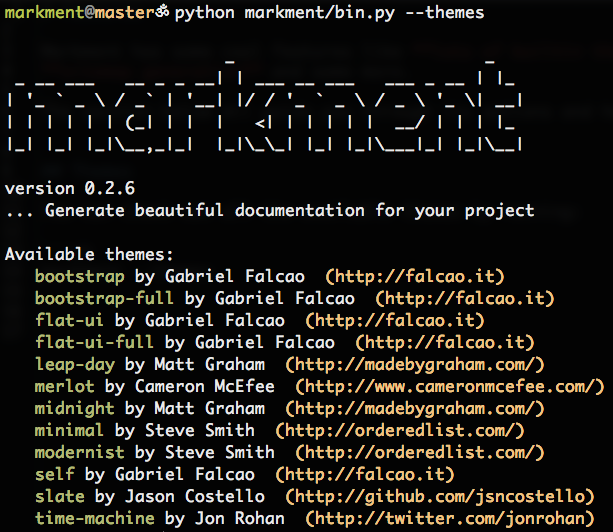 markment@master🕉 python markment/bin.py --themes
markment
version 0.2.6
... Generate beautiful documentation for your project
Available themes:
bootstrap by Gabriel Falcao (http://falcao.it)
bootstrap-full by Gabriel Falcao (http://falcao.it)
flat-ui by Gabriel Falcao (http://falcao.it)
flat-ui-full by Gabriel Falcao (http://falcao.it)
leap-day by Matt Graham (http://madebygraham.com/)
merlot by Cameron McEfee (http://www.cameronmcefee.com/)
midnight by Matt Graham (http://madebygraham.com/)
minimal by Steve Smith (http://orderedlist.com/)
modernist by Steve Smith (http://orderedlist.com/)
self by Gabriel Falcao (http://falcao.it)
slate by Jason Costello (http://github.com/jsncostello)
time-machine by Jon Rohan (http://twitter.com/jonrohan)